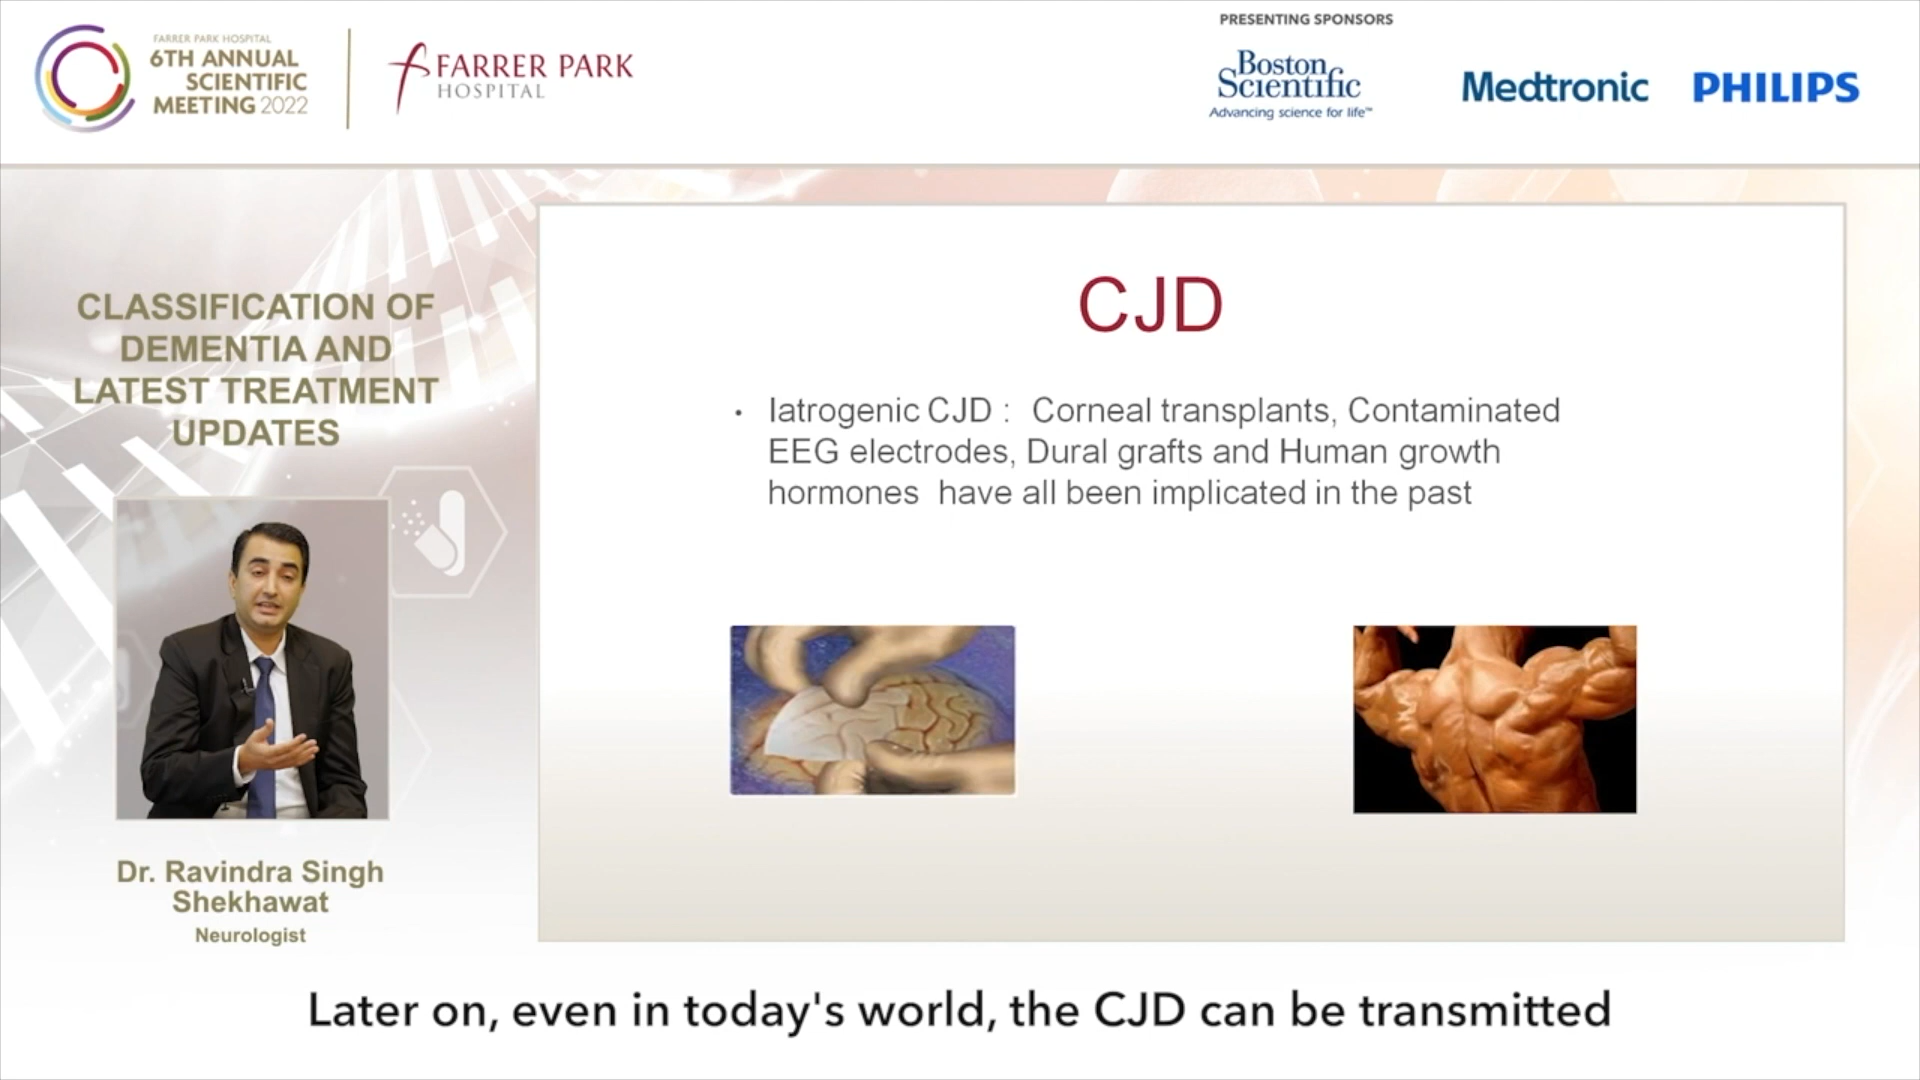 FARRER PARK HOSPITAL
6TH ANNUAL
SCIENTIFIC
MEETING 2022
FARRER PARK
HOSPITAL
PRESENTING SPONSORS
Boston
Scientific
Advancing science for life™
Medtronic
PHILIPS
CLASSIFICATION OF
DEMENTIA AND
LATEST TREATMENT
UPDATES
Dr. Ravindra Singh
Shekhawat
Neurologist
CJD
• Iatrogenic CJD : Corneal transplants, Contaminated
EEG electrodes, Dural grafts and Human growth
hormones have all been implicated in the past
Later on, even in today's world, the CJD can be transmitted